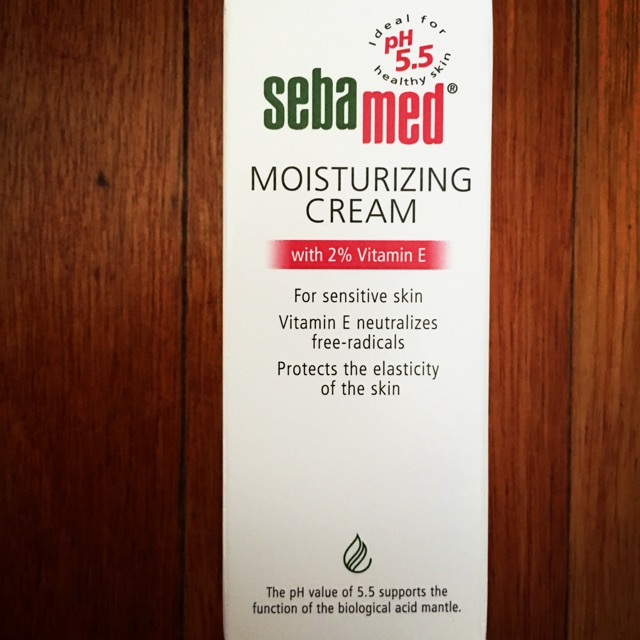 Ideal for
pH
5.5
healthy skin
sebamed®
MOISTURIZING
CREAM
with 2% Vitamin E
For sensitive skin
Vitamin E neutralizes
free-radicals
Protects the elasticity
of the skin
The pH value of 5.5 supports the
function of the biological acid mantle.